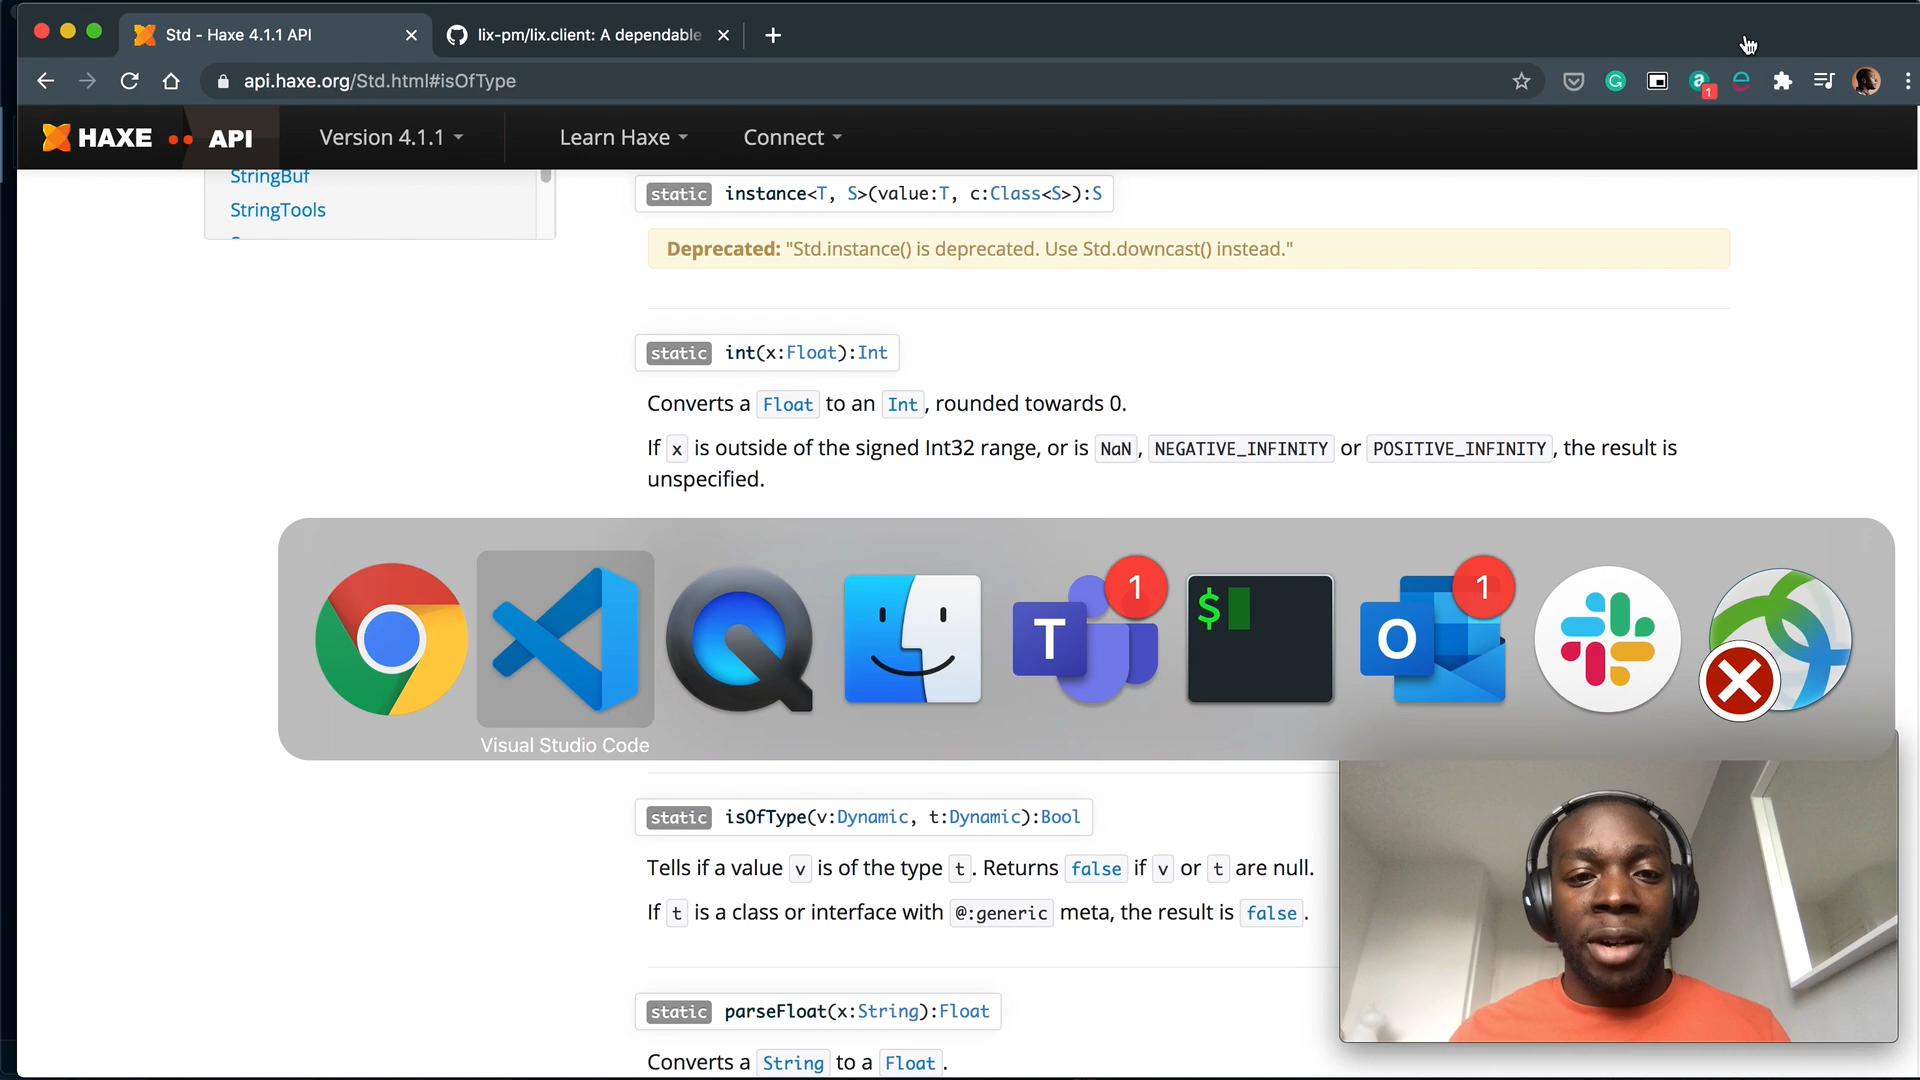 Std - Haxe 4.1.1 API
lix-pm/lix.client: A dependable
api.haxe.org/Std.html#isOfType
1
HAXE API Version 4.1.1 Learn Haxe Connect
StringBuf
StringTools
static instance<T, S>(value:T, c:Class<S>):S
Deprecated: "Std.instance() is deprecated. Use Std.downcast() instead."
static int(x:Float):Int
Converts a Float to an Int, rounded towards 0.
If x is outside of the signed Int32 range, or is NaN, NEGATIVE_INFINITY or POSITIVE_INFINITY, the result is
unspecified.
T
1
$
O
1
Visual Studio Code
static isOfType(v:Dynamic, t:Dynamic):Bool
Tells if a value v is of the type t. Returns false if v or t are null.
If t is a class or interface with @:generic meta, the result is false.
static parseFloat(x:String):Float
Converts a String to a Float.